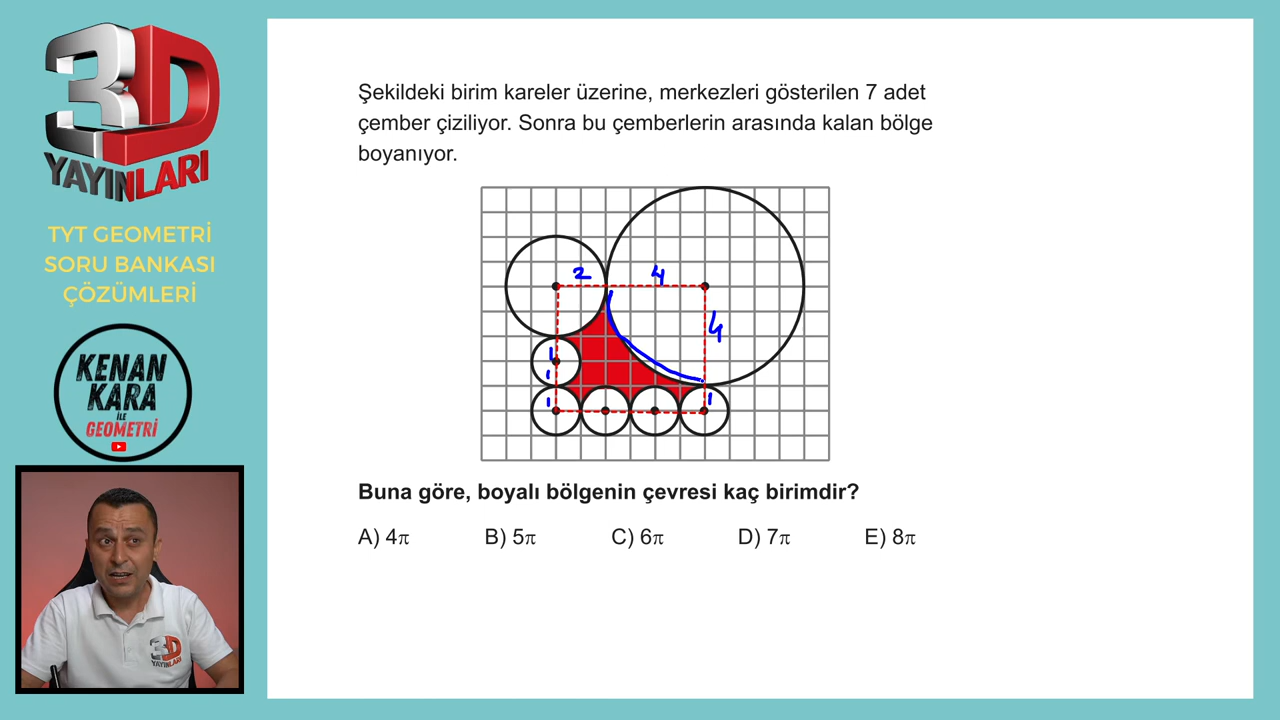 3D
YAYINLARI
TYT GEOMETRİ
SORU BANKASI
ÇÖZÜMLERİ
KENAN
KARA
İLE
GEOMETRİ
3D
YAYINLARI
Şekildeki birim kareler üzerine, merkezleri gösterilen 7 adet
çember çiziliyor. Sonra bu çemberlerin arasında kalan bölge
boyanıyor.
2 4
4
1
1
1 1
Buna göre, boyalı bölgenin çevresi kaç birimdir?
A) 4π B) 5π C) 6π D) 7π E) 8π